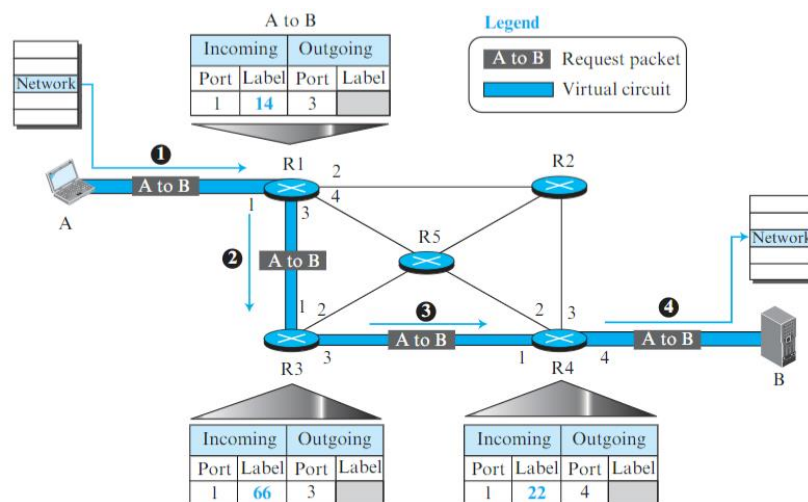 A to B
Incoming Outgoing
Port Label Port Label
1 14 3
Legend
A to B Request packet
Virtual circuit
Network
1
R1
2
R2
A to B
A
1
3
4
2
A to B
R5
Network
1
2
3
2
3
4
A to B
A to B
R3
3
1
R4
4
B
Incoming Outgoing
Port Label Port Label
1 66 3
Incoming Outgoing
Port Label Port Label
1 22 4